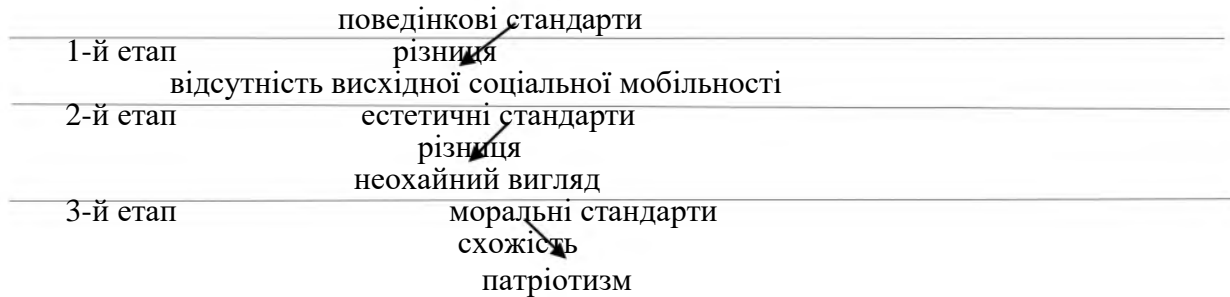 поведінкові стандарти
1-й етап різниця
відсутність висхідної соціальної мобільності
2-й етап естетичні стандарти
різниця
неохайний вигляд
3-й етап моральні стандарти
схожість
патріотизм